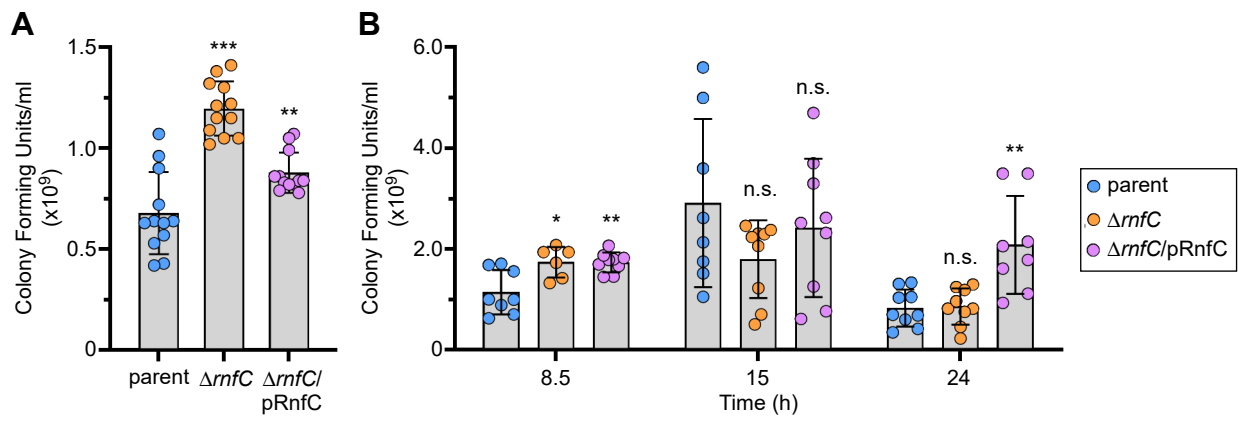 A
Colony Forming Units/ml
(x10⁹)
1.5
1.0
0.5
0
***
**
parent
ΔrnfC
ΔrnfC/
pRnfC
B
Colony Forming Units/ml
(x10⁹)
6.0
4.0
2.0
0
*
**
n.s.
n.s.
n.s.
**
8.5
15
24
Time (h)
parent
ΔrnfC
ΔrnfC/pRnfC